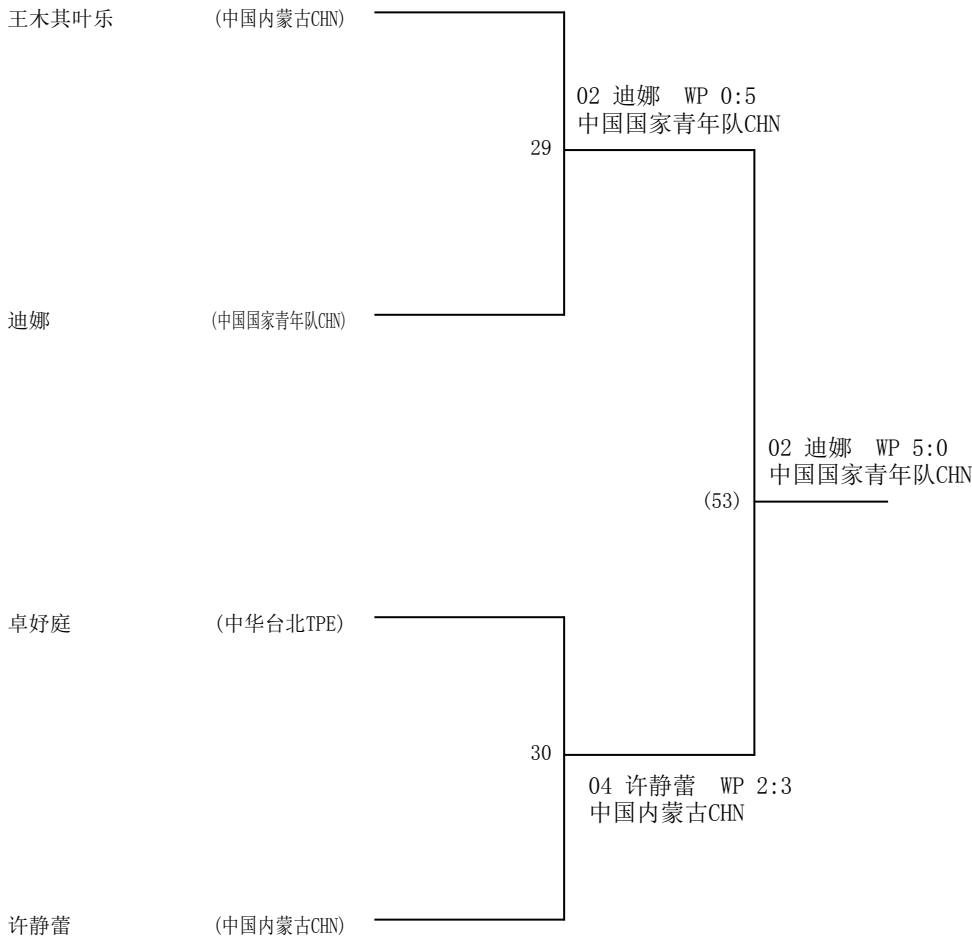 王木其叶乐 (中国内蒙古CHN)
02 迪娜 WP 0:5
中国国家青年队CHN
29
迪娜 (中国国家青年队CHN)
02 迪娜 WP 5:0
中国国家青年队CHN
(53)
卓妤庭 (中华台北TPE)
30
04 许静蕾 WP 2:3
中国内蒙古CHN
许静蕾 (中国内蒙古CHN)